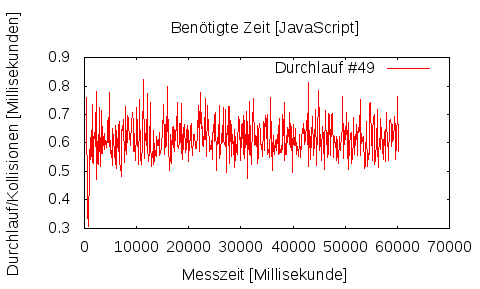 Benötigte Zeit [JavaScript]
Durchlauf/Kollisionen [Millisekunden]
Durchlauf #49
0.9
0.8
0.7
0.6
0.5
0.4
0.3
0 10000 20000 30000 40000 50000 60000 70000
Messzeit [Millisekunde]